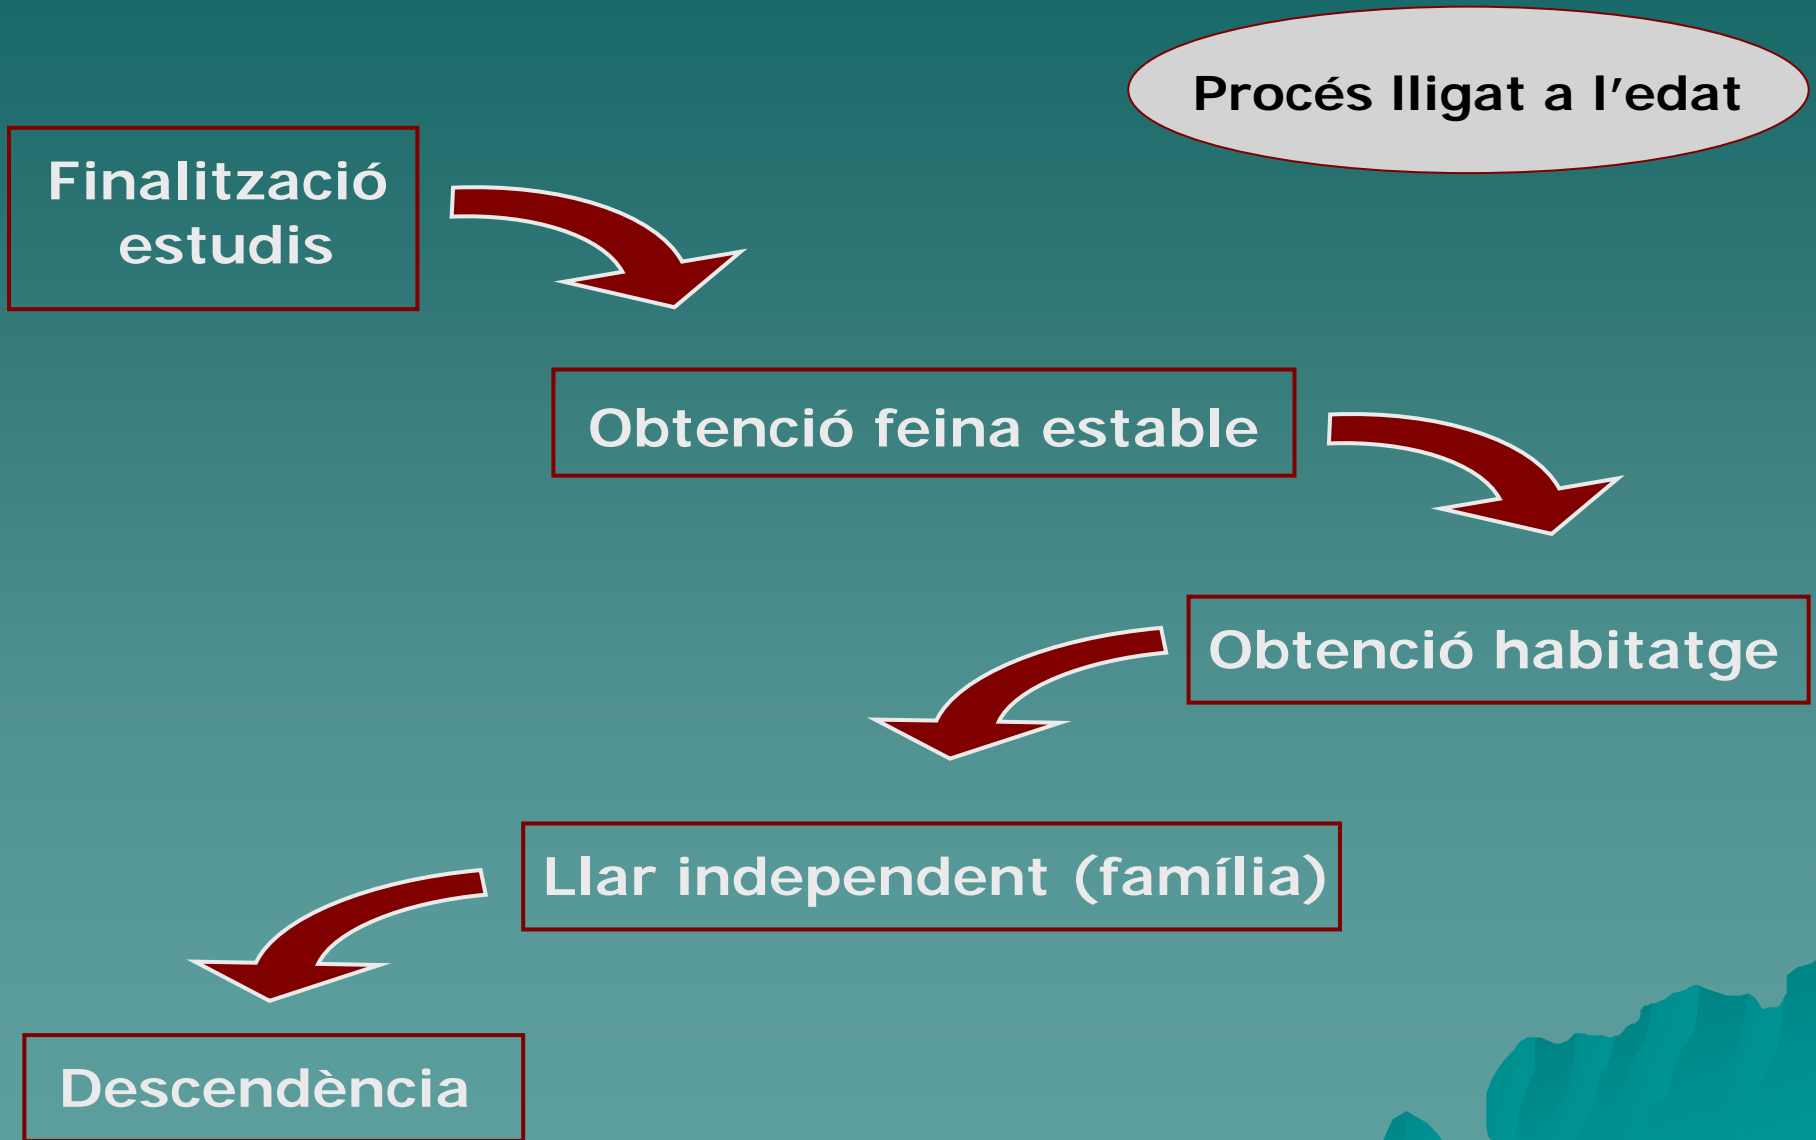 Procés lligat a l’edat
Finalització
estudis
Obtenció feina estable
Obtenció habitatge
Llar independent (família)
Descendència